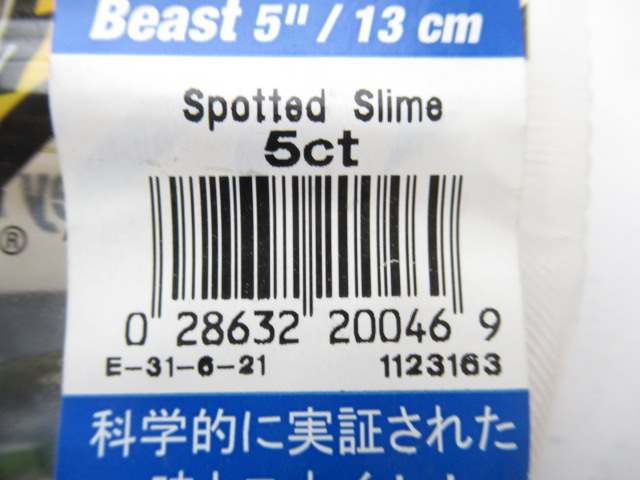 Beast 5" / 13 cm
Spotted Slime
5ct
0 28632 20046 9
E-31-6-21 1123163
ey
®
科学的に実証された